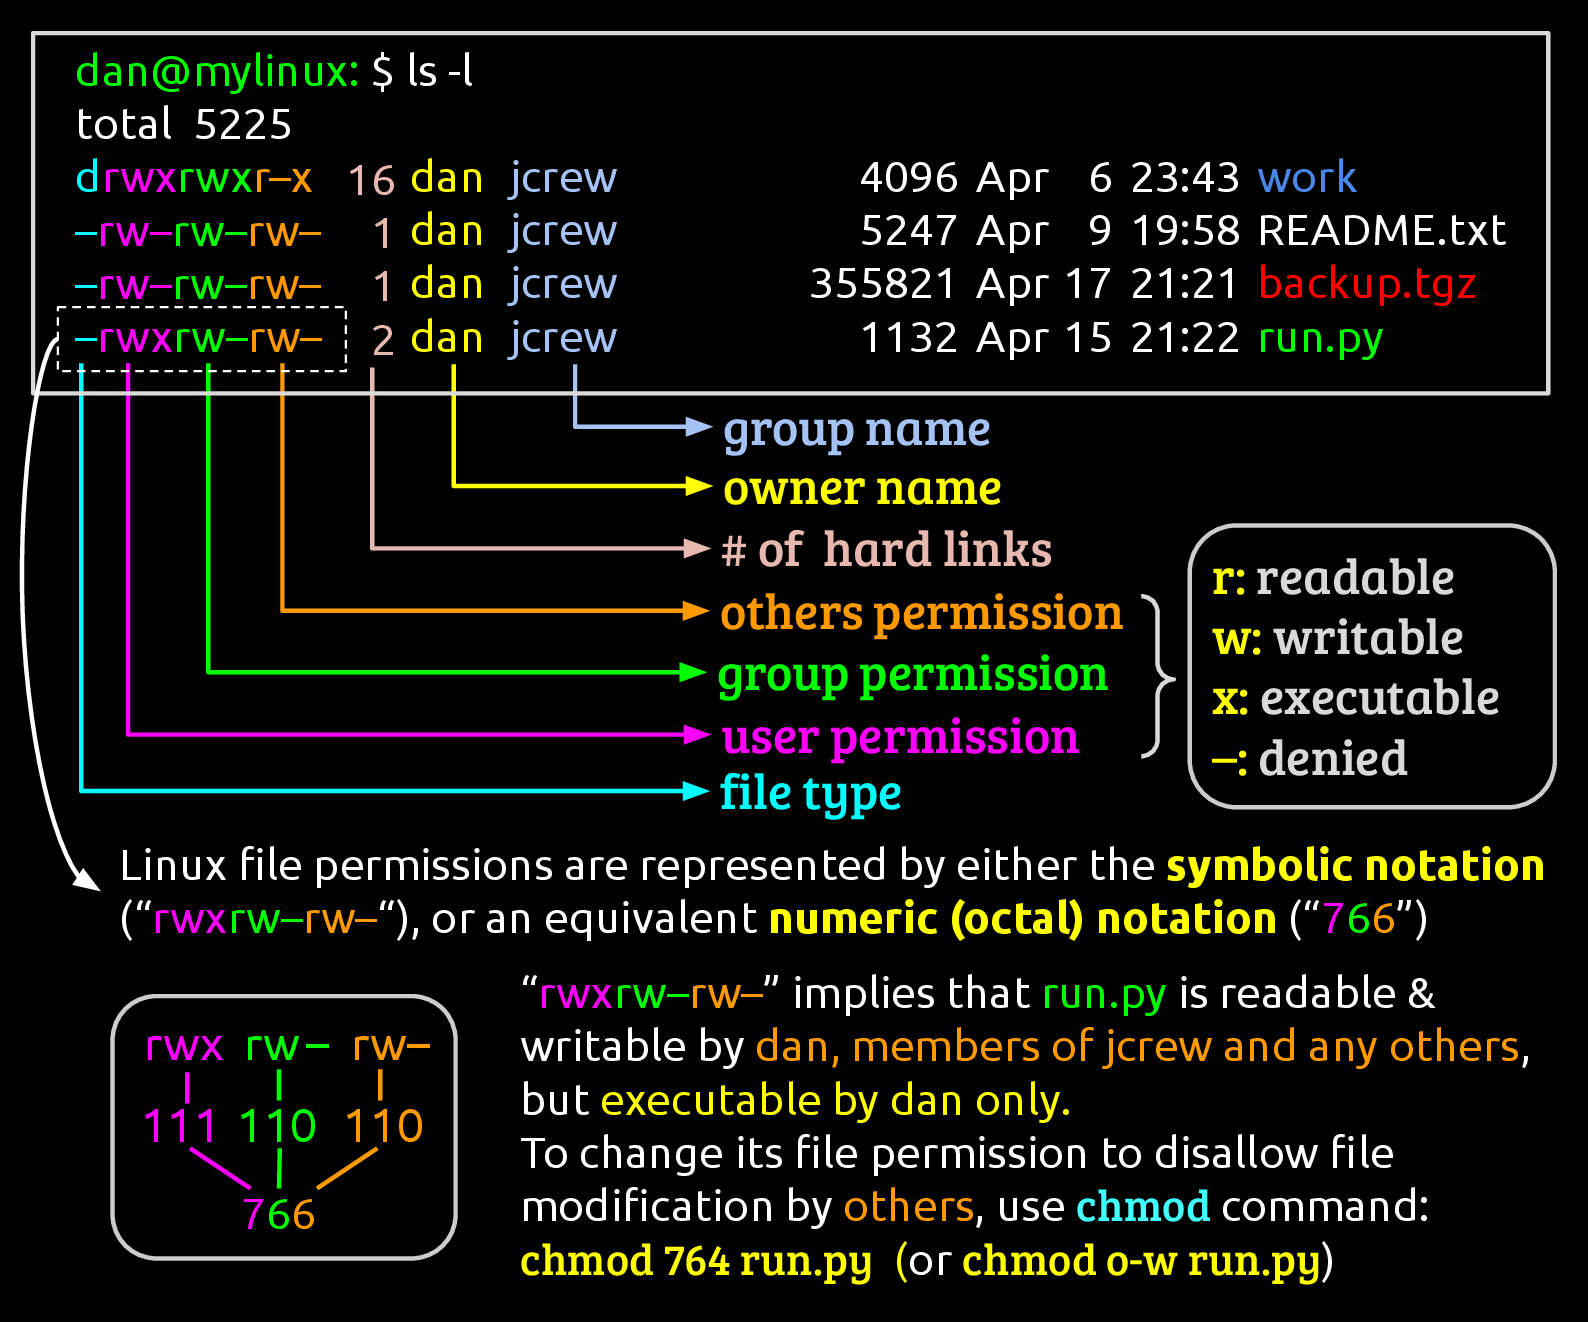 dan@mylinux: $ ls -l
total 5225
drwxrwxr–x 16 dan jcrew 4096 Apr 6 23:43 work
–rw–rw–rw– 1 dan jcrew 5247 Apr 9 19:58 README.txt
–rw–rw–rw– 1 dan jcrew 355821 Apr 17 21:21 backup.tgz
–rwxrw–rw– 2 dan jcrew 1132 Apr 15 21:22 run.py
group name
owner name
# of hard links
others permission
group permission
user permission
file type
r: readable
w: writable
x: executable
–: denied
Linux file permissions are represented by either the symbolic notation
(“rwxrw–rw–“), or an equivalent numeric (octal) notation (“766”)
rwx rw– rw–
111 110 110
766
“rwxrw–rw–” implies that run.py is readable &
writable by dan, members of jcrew and any others,
but executable by dan only.
To change its file permission to disallow file
modification by others, use chmod command:
chmod 764 run.py (or chmod o-w run.py)